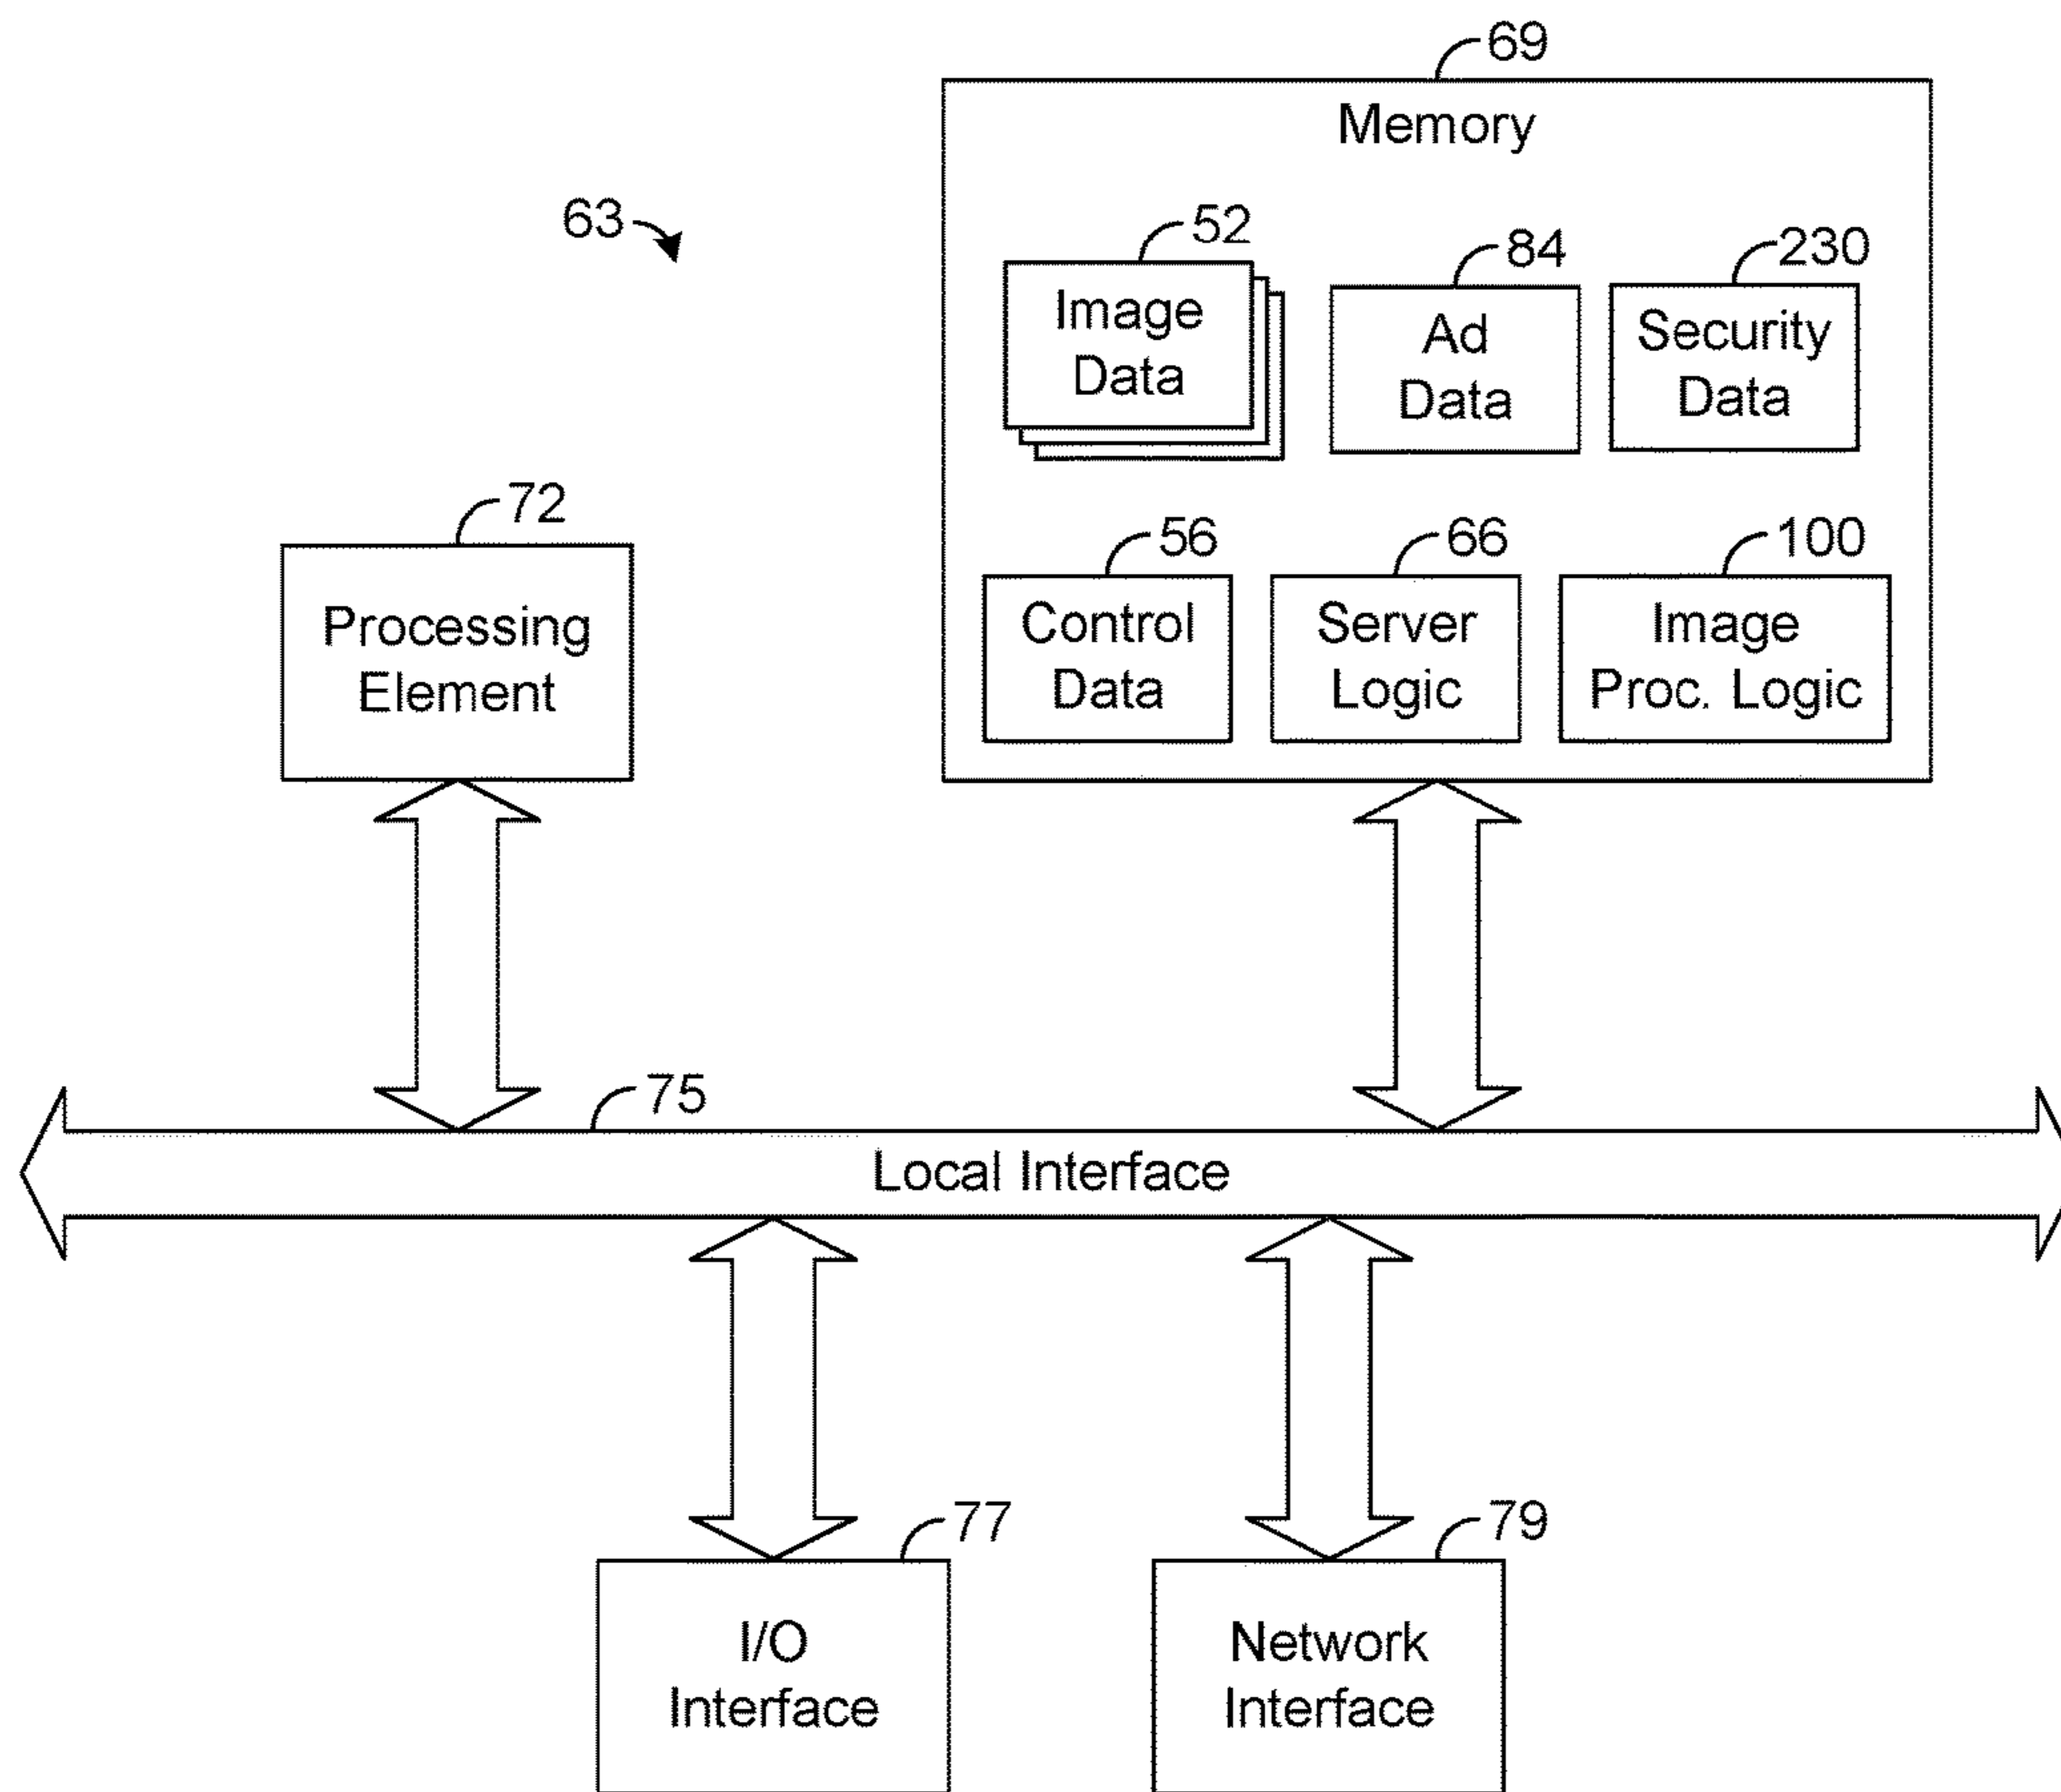 69
Memory
63
52
84
230
Image
Data
Ad
Data
Security
Data
72
Processing
Element
56
66
100
Control
Data
Server
Logic
Image
Proc. Logic
75
Local Interface
77
79
I/O
Interface
Network
Interface